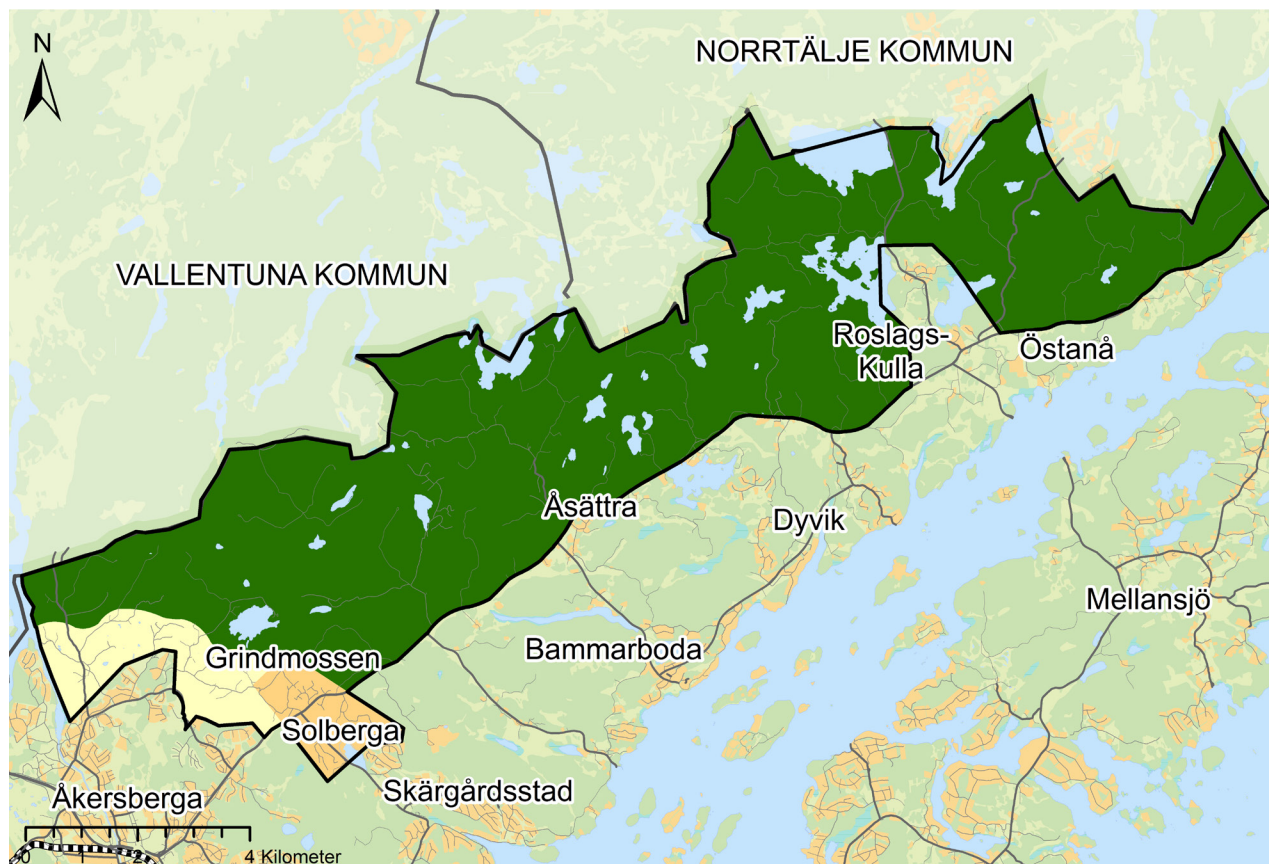 N
NORRTÄLJE KOMMUN
VALLENTUNA KOMMUN
Roslags-
Kulla
Östanå
Åsättra
Dyvik
Mellansjö
Bammarboda
Grindmossen
Solberga
Skärgårdsstad
Åkersberga
0 2 4 Kilometer